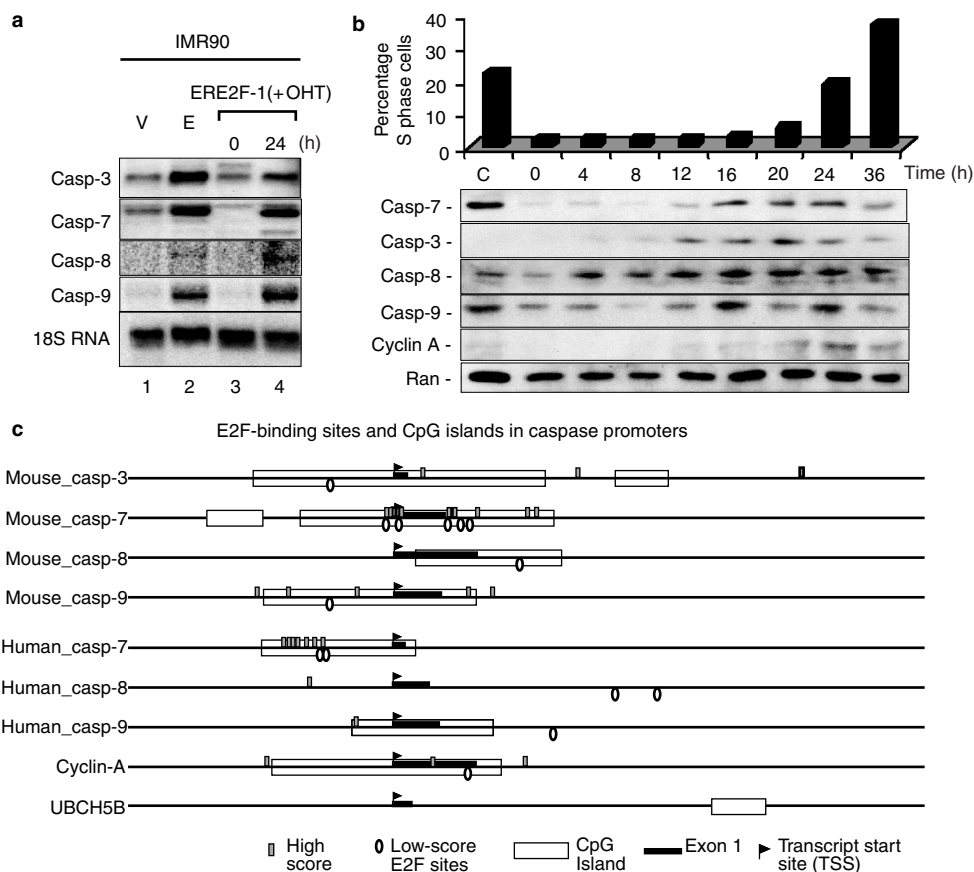 a
IMR90
ERE2F-1(+OHT)
V E 0 24 (h)
Casp-3
Casp-7
Casp-8
Casp-9
18S RNA
1 2 3 4
b
Percentage
S phase cells
40
30
20
10
0
C 0 4 8 12 16 20 24 36 Time (h)
Casp-7 -
Casp-3 -
Casp-8 -
Casp-9 -
Cyclin A -
Ran -
c
E2F-binding sites and CpG islands in caspase promoters
Mouse_casp-3
Mouse_casp-7
Mouse_casp-8
Mouse_casp-9
Human_casp-7
Human_casp-8
Human_casp-9
Cyclin-A
UBCH5B
High
score
Low-score
E2F sites
CpG
Island
Exon 1
Transcript start
site (TSS)